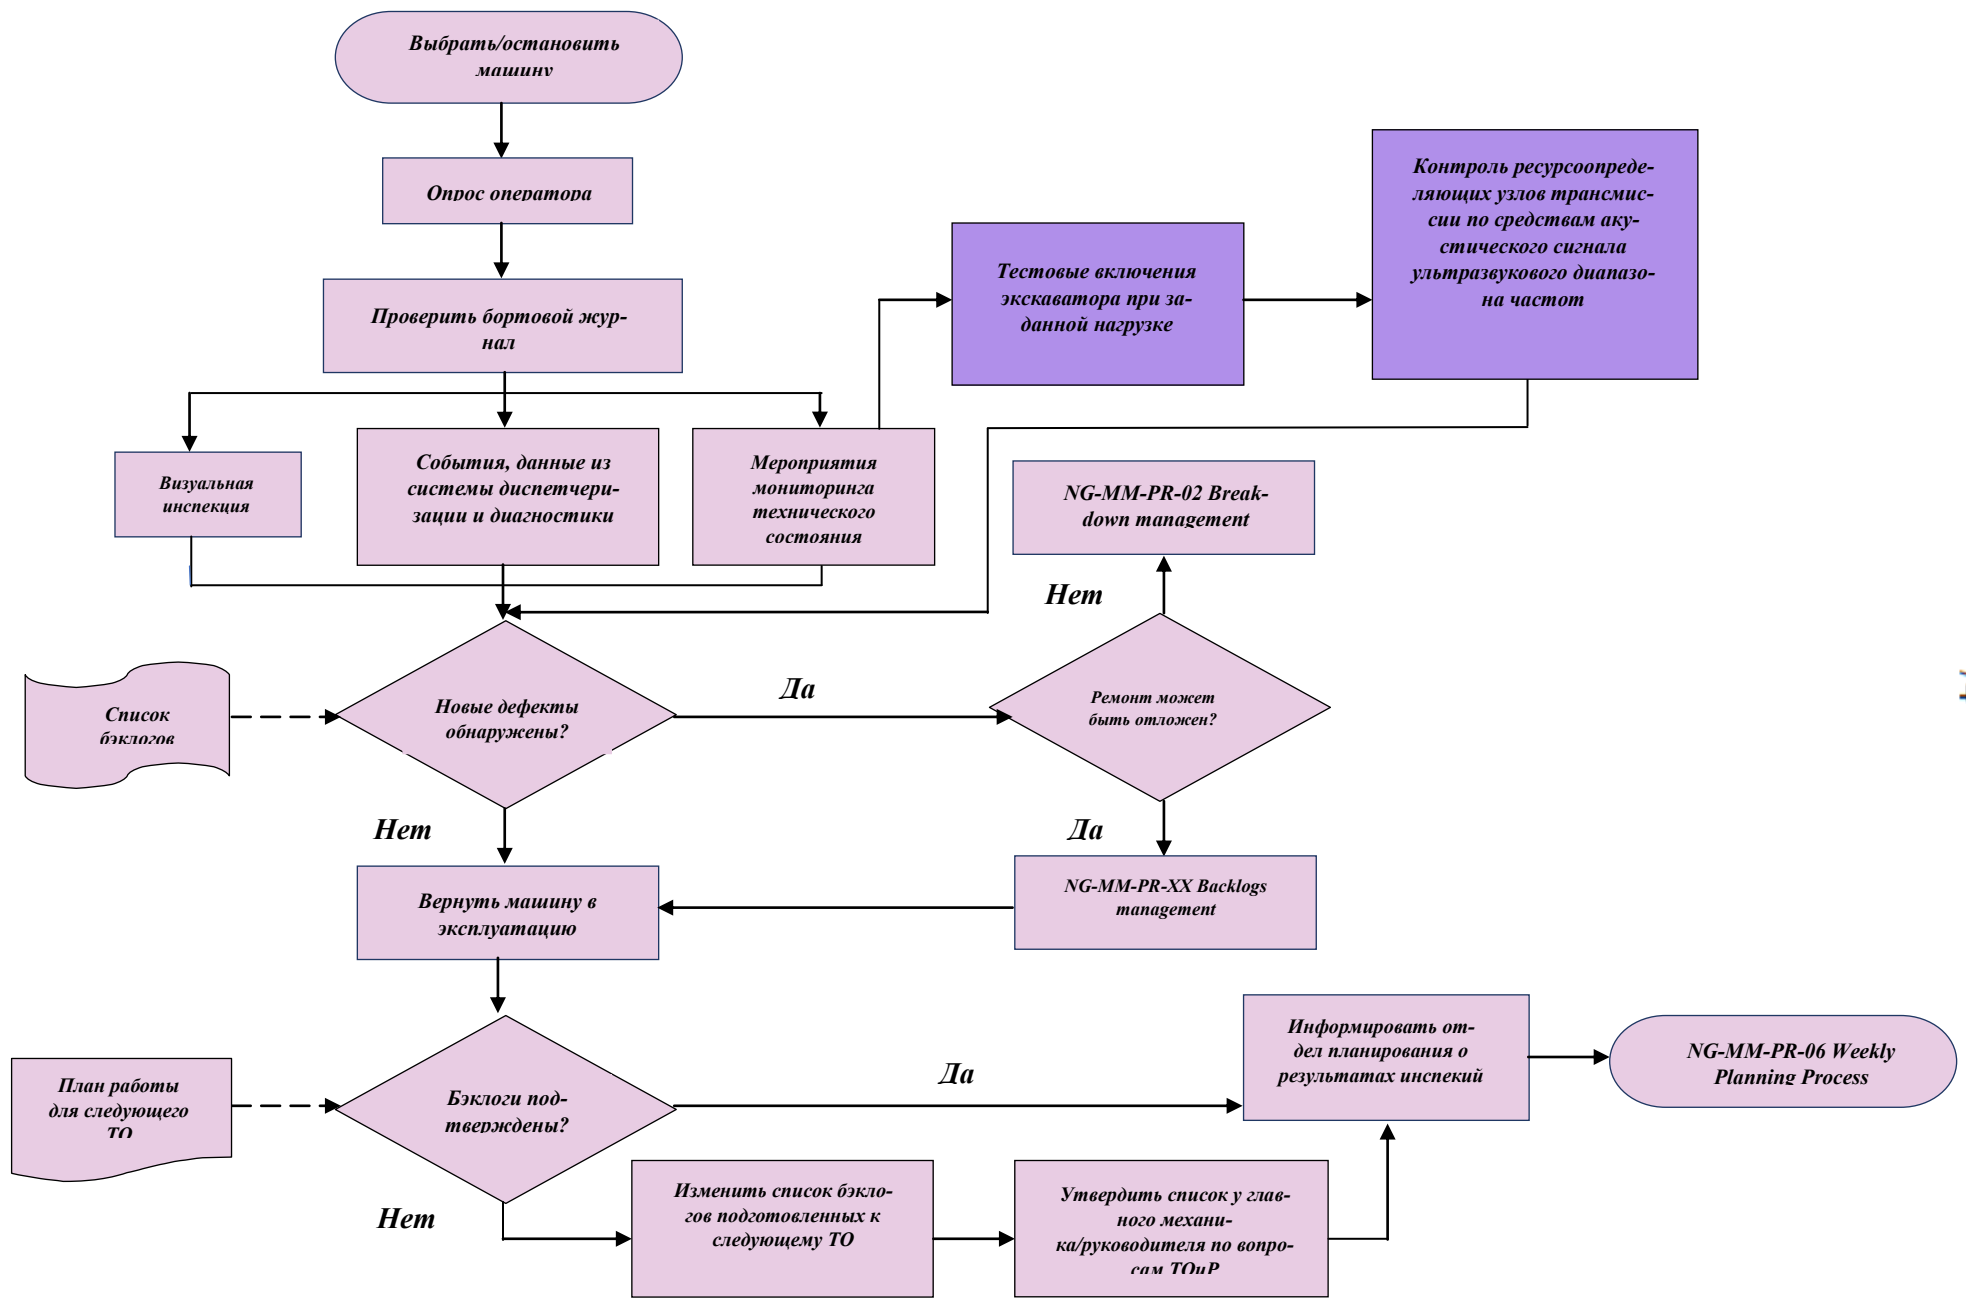 Выбрать/остановить
машину
Опрос оператора
Проверить бортовой жур-
нал
Визуальная
инспекция
События, данные из
системы диспетчери-
зации и диагностики
Мероприятия
мониторинга
технического
состояния
Тестовые включения
экскаватора при за-
данной нагрузке
Контроль ресурсоопреде-
ляющих узлов трансмис-
сии по средствам аку-
стического сигнала
ультразвукового диапазо-
на частот
NG-MM-PR-02 Break-
down management
Нет
Список
бэклогов
Новые дефекты
обнаружены?
Да
Ремонт может
быть отложен?
Нет
Да
Вернуть машину в
эксплуатацию
NG-MM-PR-XX Backlogs
management
План работы
для следующего
ТО
Бэклоги под-
тверждены?
Да
Информировать от-
дел планирования о
результатах инспекий
NG-MM-PR-06 Weekly
Planning Process
Нет
Изменить список бэкло-
гов подготовленных к
следующему ТО
Утвердить список у глав-
ного механи-
ка/руководителя по вопро-
сам ТОиР